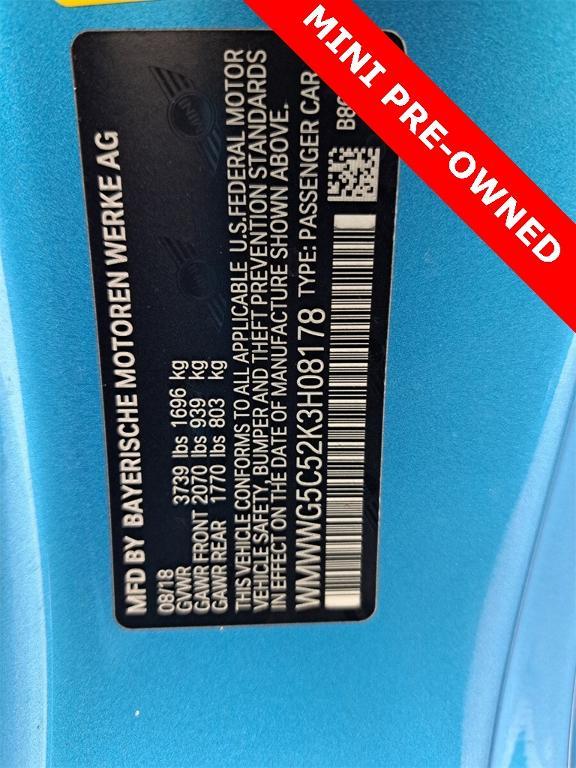 MINI PRE-OWNED
MFD BY BAYERISCHE MOTOREN WERKE AG
08/18
GVWR 3739 lbs 1696 kg
GAWR FRONT 2070 lbs 939 kg
GAWR REAR 1770 lbs 803 kg
THIS VEHICLE CONFORMS TO ALL APPLICABLE U.S.FEDERAL MOTOR
VEHICLE SAFETY, BUMPER AND THEFT PREVENTION STANDARDS
IN EFFECT ON THE DATE OF MANUFACTURE SHOWN ABOVE.
WMWWG5C52K3H08178 TYPE: PASSENGER CAR